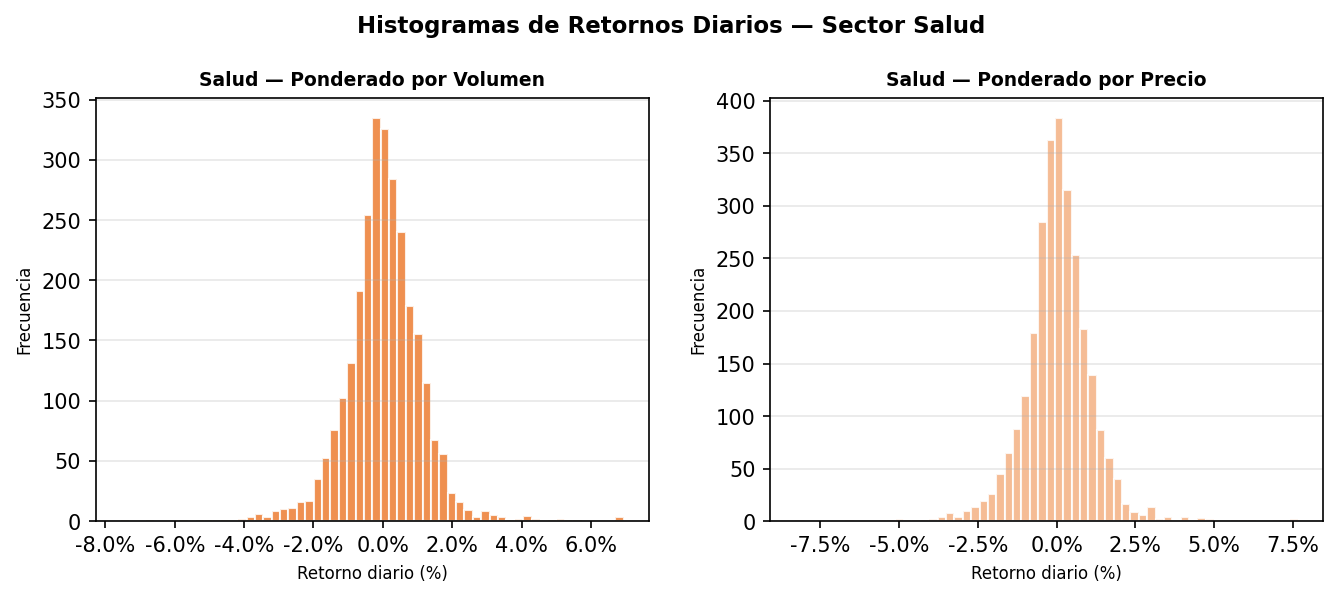 Histogramas de Retornos Diarios — Sector Salud
Salud — Ponderado por Volumen
350
300
250
200
150
100
50
0
Frecuencia
-8.0% -6.0% -4.0% -2.0% 0.0% 2.0% 4.0% 6.0%
Retorno diario (%)
Salud — Ponderado por Precio
400
350
300
250
200
150
100
50
0
Frecuencia
-7.5% -5.0% -2.5% 0.0% 2.5% 5.0% 7.5%
Retorno diario (%)